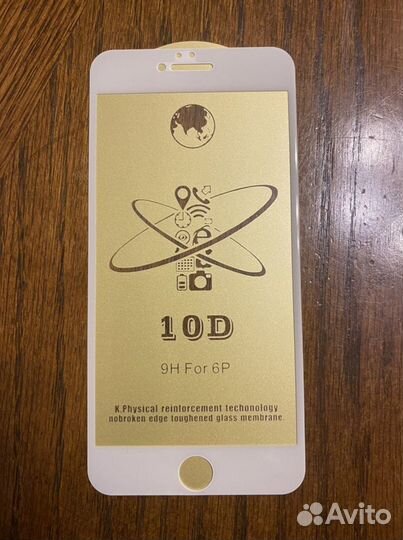 10D
9H For 6P
K.Physical reinforcement techonology
nobroken edge toughened glass membrane.
Avito